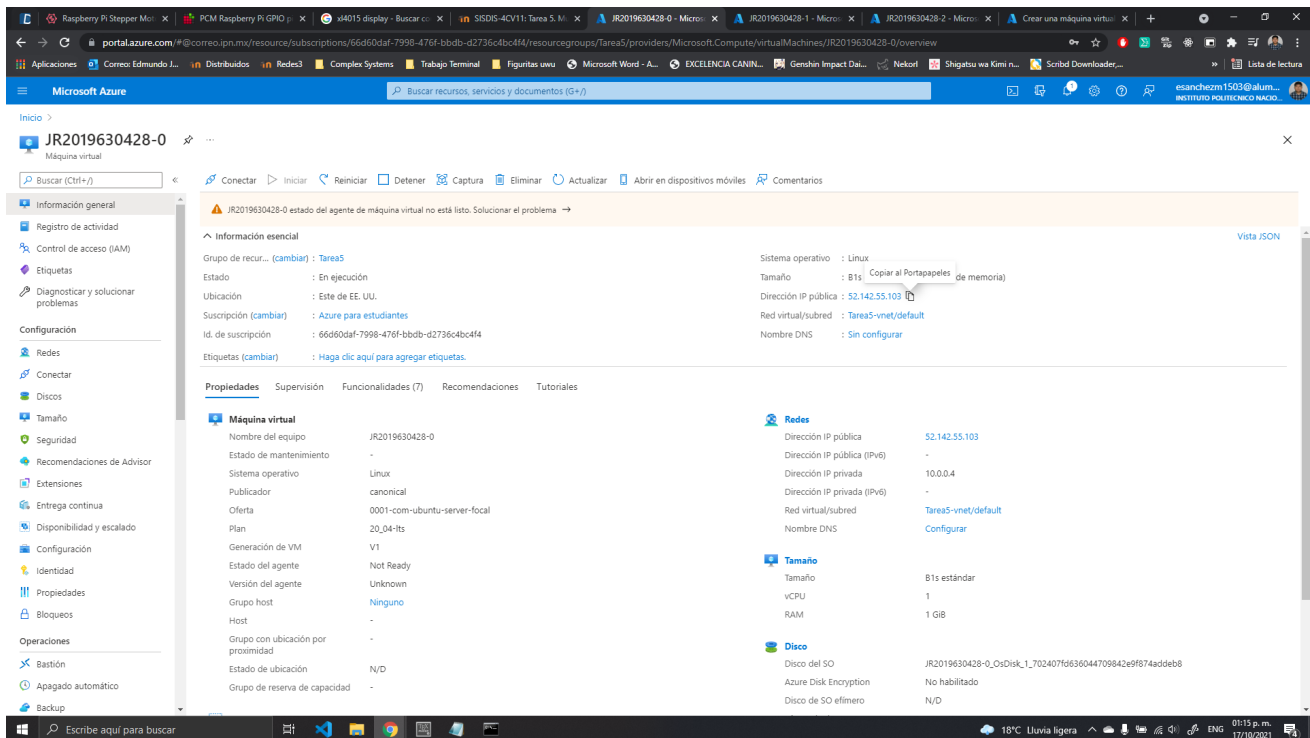 Raspberry Pi Stepper Mot
PCM Raspberry Pi GPIO p
xl4015 display - Buscar co
SISDIS-4CV11: Tarea 5. M
JR2019630428-0 - Micros
JR2019630428-1 - Micros
JR2019630428-2 - Micros
Crear una máquina virtua
portal.azure.com/#@correo.ipn.mx/resource/subscriptions/66d60daf-7998-476f-bbdb-d2736c4bc4f4/resourcegroups/Tarea5/providers/Microsoft.Compute/virtualMachines/JR2019630428-0/overview
Aplicaciones Correo: Edmundo J... Distribuidos Redes3 Complex Systems Trabajo Terminal Figuritas uwu Microsoft Word - A... EXCELENCIA CANIN... Genshin Impact Dai... Nekorl Shigatsu wa Kimi n... Scribd Downloader,... » Lista de lectura
Microsoft Azure
Buscar recursos, servicios y documentos (G+/)
1
esanchezm1503@alum...
INSTITUTO POLITECNICO NACIO...
Inicio >
JR2019630428-0
Máquina virtual
Buscar (Ctrl+/)
«
Conectar Iniciar Reiniciar Detener Captura Eliminar Actualizar Abrir en dispositivos móviles Comentarios
JR2019630428-0 estado del agente de máquina virtual no está listo. Solucionar el problema →
Información general
Registro de actividad
Control de acceso (IAM)
Etiquetas
Diagnosticar y solucionar
problemas
Configuración
Redes
Conectar
Discos
Tamaño
Seguridad
Recomendaciones de Advisor
Extensiones
Entrega continua
Disponibilidad y escalado
Configuración
Identidad
Propiedades
Bloqueos
Operaciones
Bastión
Apagado automático
Backup
Información esencial
Vista JSON
Grupo de recur... (cambiar) : Tarea5
Estado : En ejecución
Ubicación : Este de EE. UU.
Suscripción (cambiar) : Azure para estudiantes
Id. de suscripción : 66d60daf-7998-476f-bbdb-d2736c4bc4f4
Etiquetas (cambiar) : Haga clic aquí para agregar etiquetas.
Sistema operativo : Linux
Tamaño : B1s de memoria)
Copiar al Portapapeles
Dirección IP pública : 52.142.55.103
Red virtual/subred : Tarea5-vnet/default
Nombre DNS : Sin configurar
Propiedades Supervisión Funcionalidades (7) Recomendaciones Tutoriales
Máquina virtual
Nombre del equipo JR2019630428-0
Estado de mantenimiento -
Sistema operativo Linux
Publicador canonical
Oferta 0001-com-ubuntu-server-focal
Plan 20_04-lts
Generación de VM V1
Estado del agente Not Ready
Versión del agente Unknown
Grupo host Ninguno
Host -
Grupo con ubicación por -
proximidad
Estado de ubicación N/D
Grupo de reserva de capacidad -
Redes
Dirección IP pública 52.142.55.103
Dirección IP pública (IPv6) -
Dirección IP privada 10.0.0.4
Dirección IP privada (IPv6) -
Red virtual/subred Tarea5-vnet/default
Nombre DNS Configurar
Tamaño
Tamaño B1s estándar
vCPU 1
RAM 1 GiB
Disco
Disco del SO JR2019630428-0_OsDisk_1_702407fd636044709842e9f874addeb8
Azure Disk Encryption No habilitado
Disco de SO efímero N/D
Escribe aquí para buscar
18°C Lluvia ligera
ENG
01:15 p. m.
17/10/2021